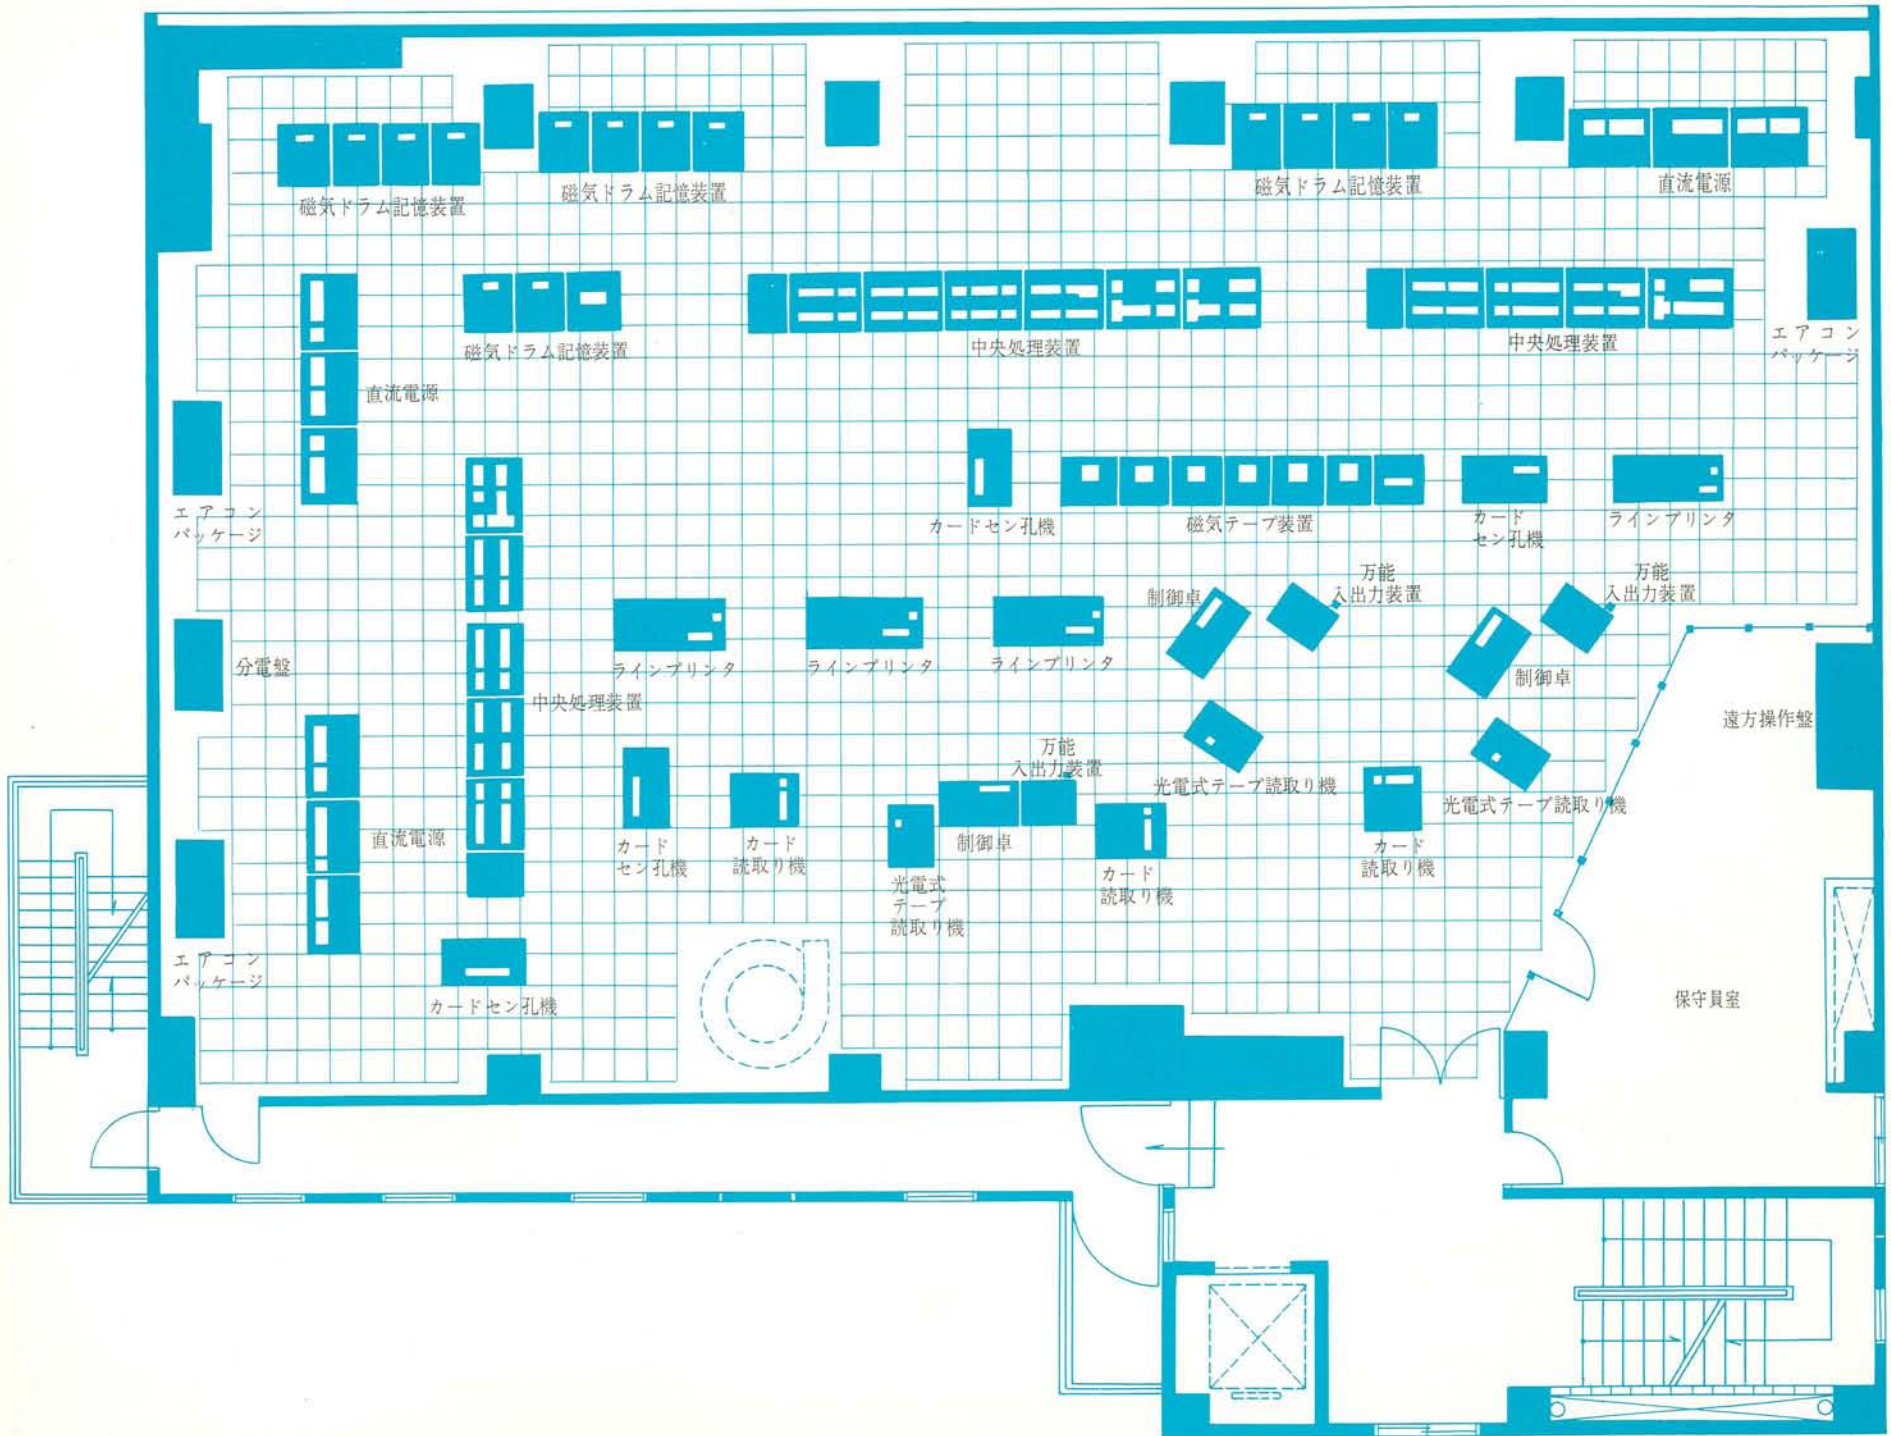 磁気ドラム記憶装置
磁気ドラム記憶装置
磁気ドラム記憶装置
直流電源
磁気ドラム記憶装置
中央処理装置
中央処理装置
エアコン
パッケージ
直流電源
エアコン
パッケージ
カードセン孔機
磁気テープ装置
カード
セン孔機
ラインプリンタ
制御卓
万能
入出力装置
万能
入出力装置
分電盤
ラインプリンタ
ラインプリンタ
ラインプリンタ
制御卓
中央処理装置
遠方操作盤
万能
入出力装置
光電式テープ読取り機
光電式テープ読取り機
直流電源
カード
セン孔機
カード
読取り機
制御卓
カード
読取り機
カード
読取り機
光電式
テープ
読取り機
エアコン
パッケージ
カードセン孔機
保守員室